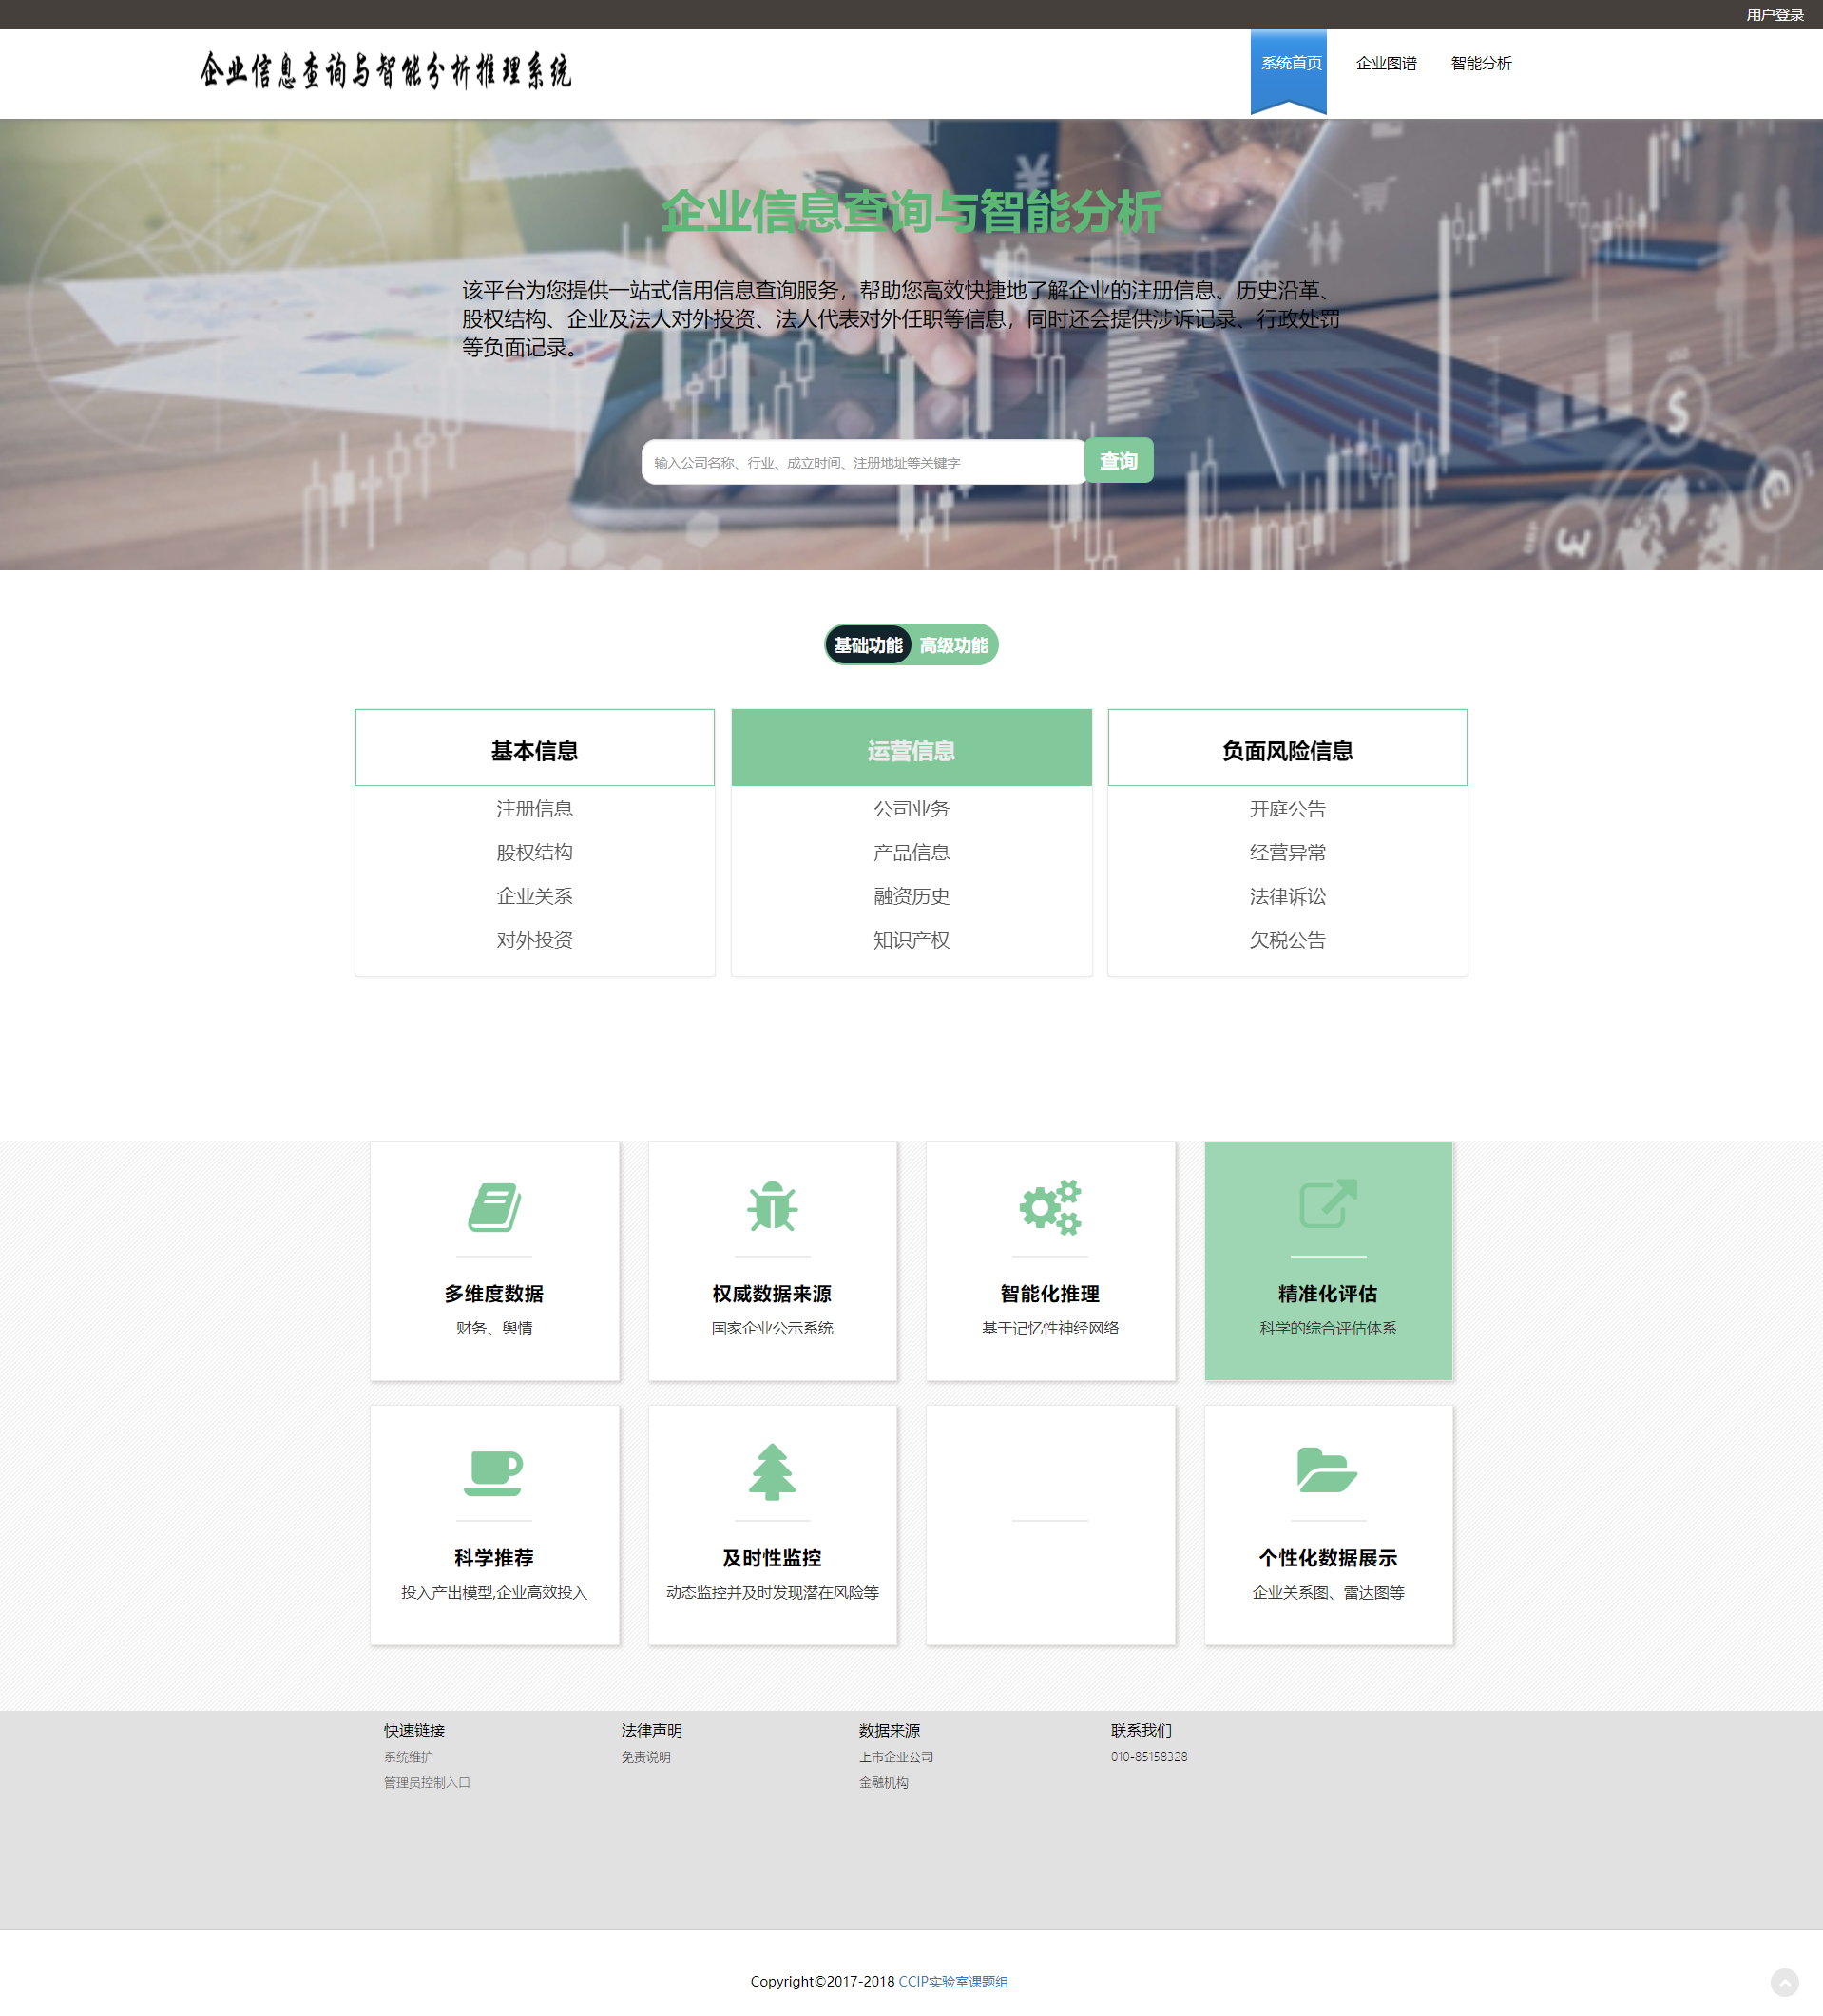 用户登录
企业信息查询与智能分析推理系统
系统首页 企业图谱 智能分析
企业信息查询与智能分析
该平台为您提供一站式信用信息查询服务，帮助您高效快捷地了解企业的注册信息、历史沿革、
股权结构、企业及法人对外投资、法人代表对外任职等信息，同时还会提供涉诉记录、行政处罚
等负面记录。
输入公司名称、行业、成立时间、注册地址等关键字 查询
基础功能 高级功能
基本信息
注册信息
股权结构
企业关系
对外投资
运营信息
公司业务
产品信息
融资历史
知识产权
负面风险信息
开庭公告
经营异常
法律诉讼
欠税公告
多维度数据
财务、舆情
权威数据来源
国家企业公示系统
智能化推理
基于记忆性神经网络
精准化评估
科学的综合评估体系
科学推荐
投入产出模型,企业高效投入
及时性监控
动态监控并及时发现潜在风险等
个性化数据展示
企业关系图、雷达图等
快速链接
系统维护
管理员控制入口
法律声明
免责说明
数据来源
上市企业公司
金融机构
联系我们
010-85158328
Copyright©2017-2018 CCIP实验室课题组